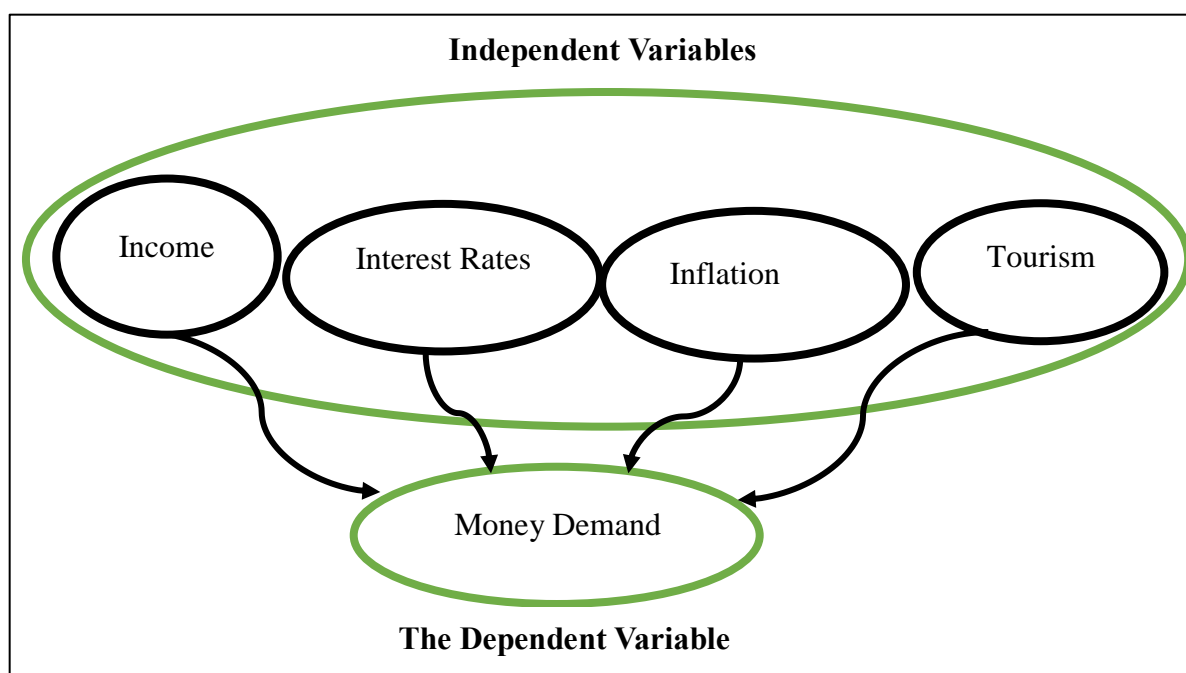 Independent Variables
Income
Interest Rates
Inflation
Tourism
Money Demand
The Dependent Variable